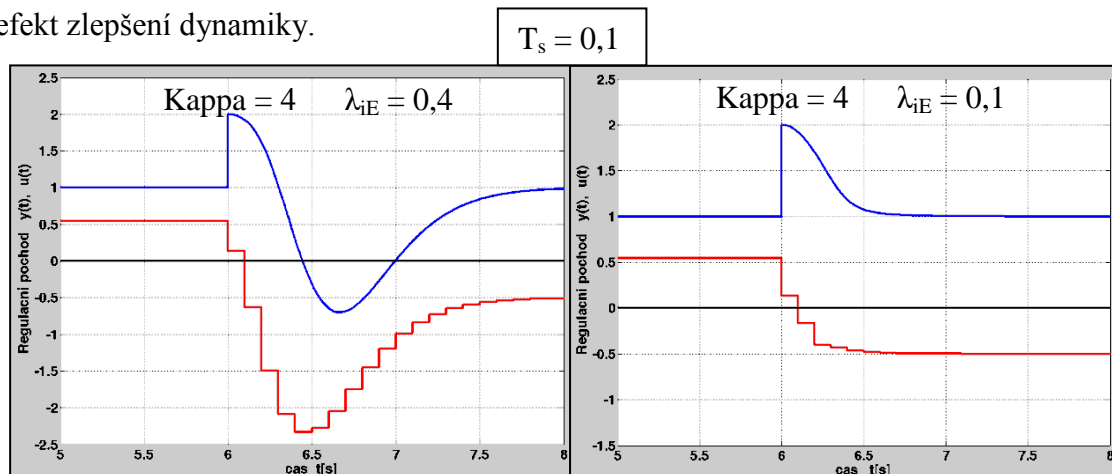 efekt zlepšení dynamiky.
Ts = 0,1
Kappa = 4 λiE = 0,4
Regulacni pochod y(t), u(t)
2.5
2
1.5
1
0.5
0
-0.5
-1
-1.5
-2
-2.5
5 5.5 6 6.5 7 7.5 8
cas t[s]
Kappa = 4 λiE = 0,1
Regulacni pochod y(t), u(t)
2.5
2
1.5
1
0.5
0
-0.5
-1
-1.5
5 5.5 6 6.5 7 7.5 8
cas t[s]